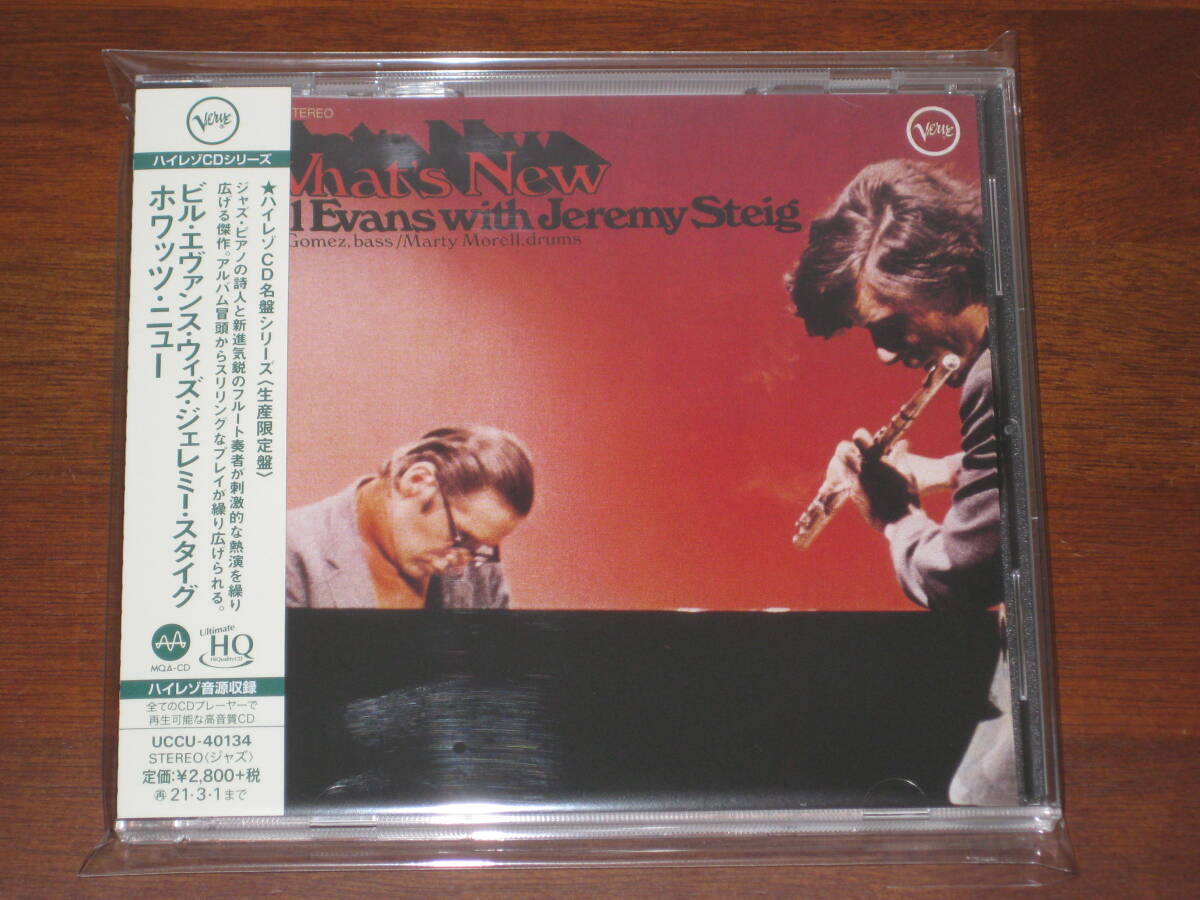 Verve
ハイレゾCDシリーズ
★ハイレゾCD名盤シリーズ〈生産限定盤〉
ジャズ・ピアノの詩人と新進気鋭のフルート奏者が刺激的な熱演を繰り
広げる傑作。アルバム冒頭からスリリングなプレイが繰り広げられる。
ビル・エヴァンス・ウィズ・ジェレミー・スタイグ
ホワッツ・ニュー
MQA-CD
Ultimate
HQ
HiQualityCD
ハイレゾ音源収録
全てのCDプレーヤーで
再生可能な高音質CD
UCCU-40134
STEREO〈ジャズ〉
定価:¥2,800+税
再 21・3・1まで
TEREO
What's New
l Evans with Jeremy Steig
Gomez, bass/Marty Morell, drums
Verve